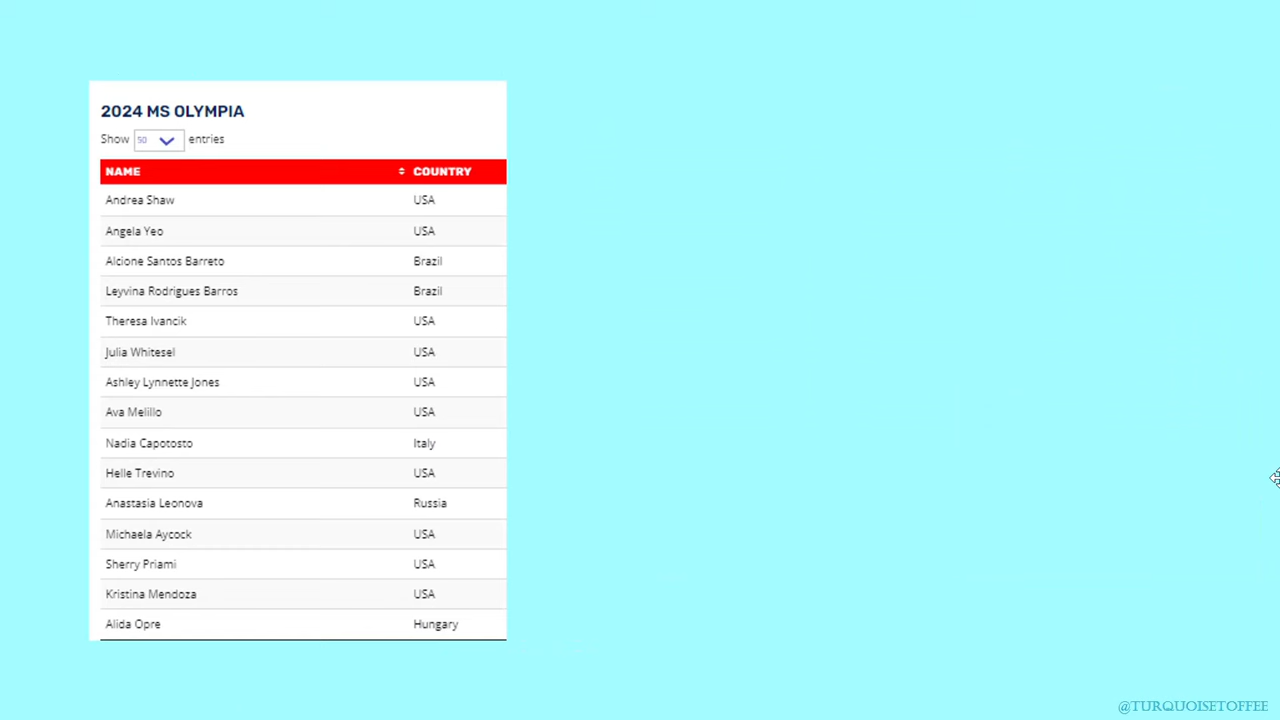 2024 MS OLYMPIA
Show 50 entries
NAME COUNTRY
Andrea Shaw USA
Angela Yeo USA
Alcione Santos Barreto Brazil
Leyvina Rodrigues Barros Brazil
Theresa Ivancik USA
Julia Whitesel USA
Ashley Lynnette Jones USA
Ava Melillo USA
Nadia Capotosto Italy
Helle Trevino USA
Anastasia Leonova Russia
Michaela Aycock USA
Sherry Priami USA
Kristina Mendoza USA
Alida Opre Hungary
@TURQUOISETOFFEE